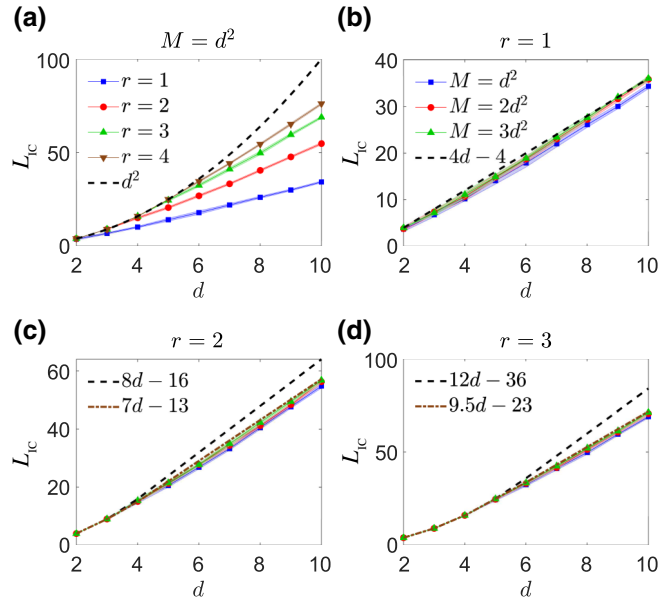 (a)
M = d²
100
50
0
L_IC
r = 1
r = 2
r = 3
r = 4
d²
2 4 6 8 10
d
(b)
r = 1
40
30
20
10
0
L_IC
M = d²
M = 2d²
M = 3d²
4d − 4
2 4 6 8 10
d
(c)
r = 2
60
40
20
0
L_IC
8d − 16
7d − 13
2 4 6 8 10
d
(d)
r = 3
100
50
0
L_IC
12d − 36
9.5d − 23
2 4 6 8 10
d